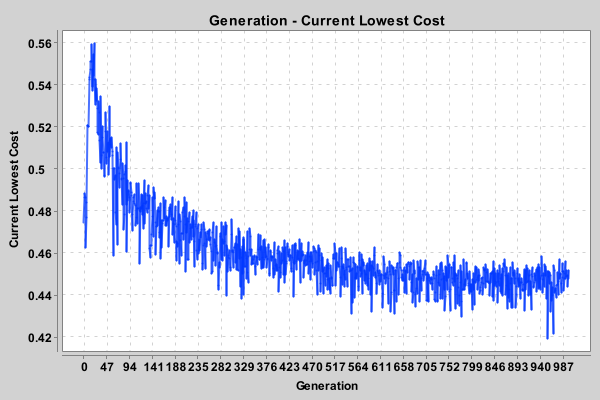 Generation - Current Lowest Cost
0.56
0.54
0.52
0.5
0.48
0.46
0.44
0.42
Current Lowest Cost
0 47 94 141 188 235 282 329 376 423 470 517 564 611 658 705 752 799 846 893 940 987
Generation